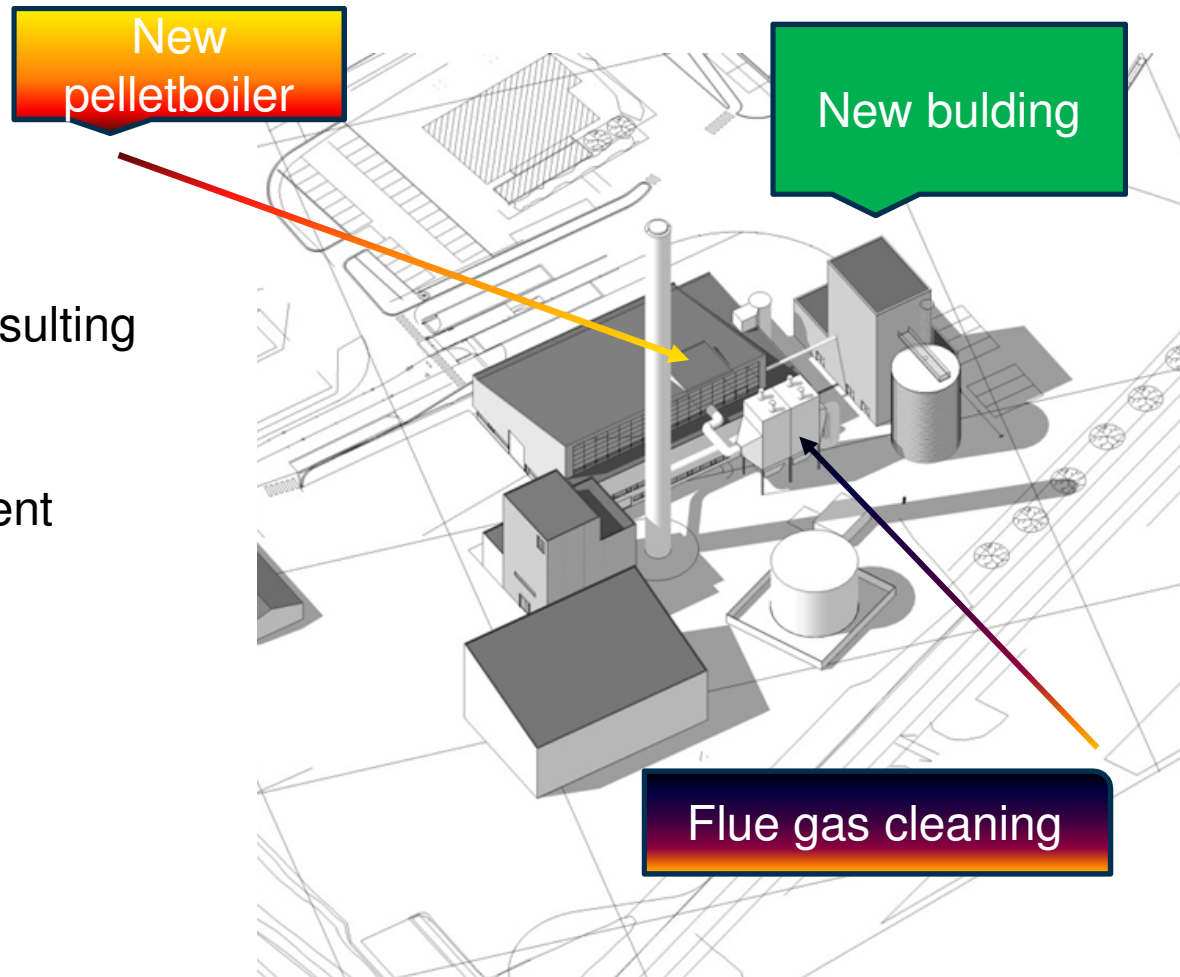 New
pelletboiler
New bulding
sulting
ent
Flue gas cleaning